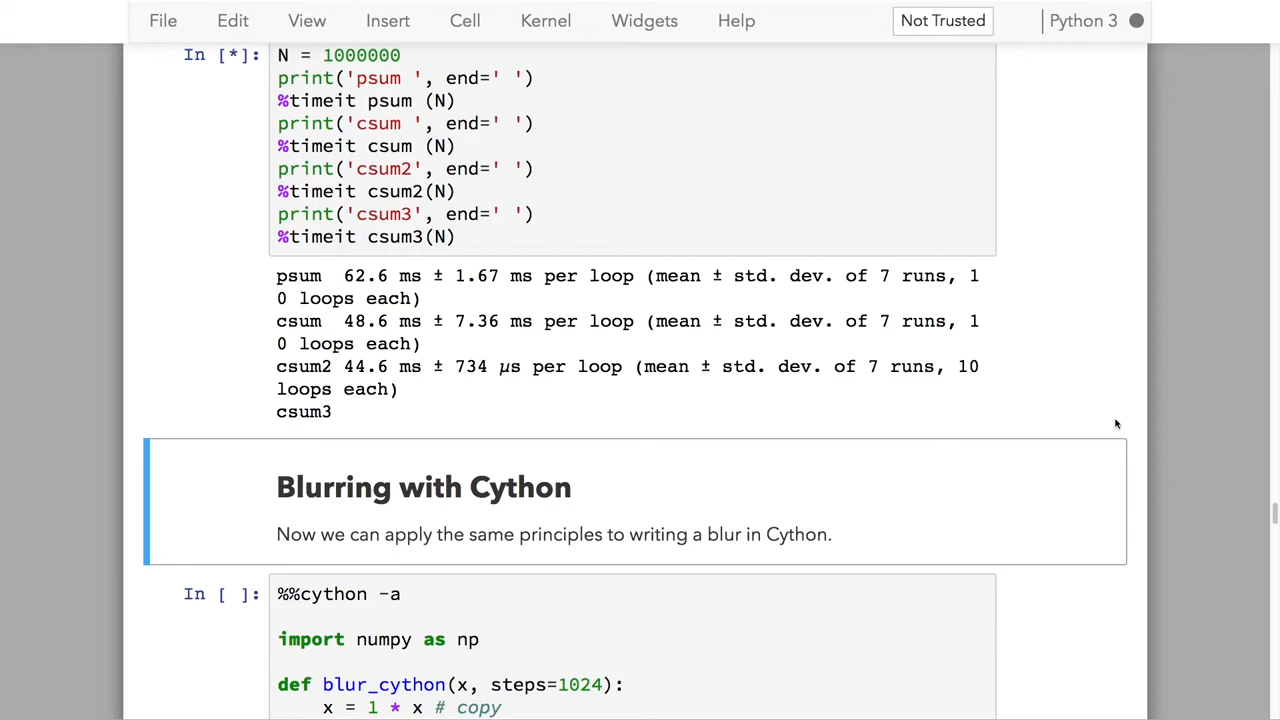 File Edit View Insert Cell Kernel Widgets Help Not Trusted Python 3
In [*]: N = 1000000
print('psum ', end=' ')
%timeit psum (N)
print('csum ', end=' ')
%timeit csum (N)
print('csum2', end=' ')
%timeit csum2(N)
print('csum3', end=' ')
%timeit csum3(N)
psum  62.6 ms ± 1.67 ms per loop (mean ± std. dev. of 7 runs, 1
0 loops each)
csum  48.6 ms ± 7.36 ms per loop (mean ± std. dev. of 7 runs, 1
0 loops each)
csum2 44.6 ms ± 734 µs per loop (mean ± std. dev. of 7 runs, 10
loops each)
csum3
Blurring with Cython
Now we can apply the same principles to writing a blur in Cython.
In [ ]: %%cython -a
import numpy as np
def blur_cython(x, steps=1024):
x = 1 * x # copy